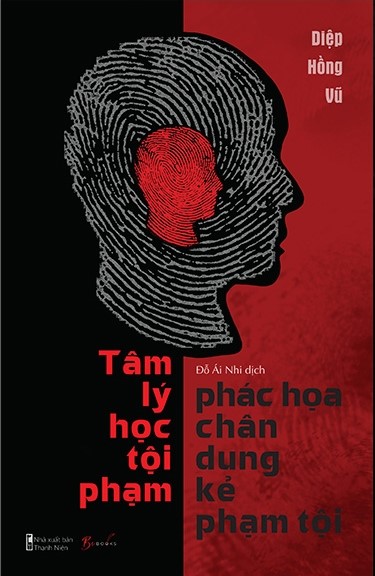 Diệp
Hồng
Vũ
Tâm
lý
học
tội
phạm
Đỗ Ái Nhi dịch
phác họa
chân
dung
kẻ
phạm tội
Nhà xuất bản
Thanh Niên
BOOKS